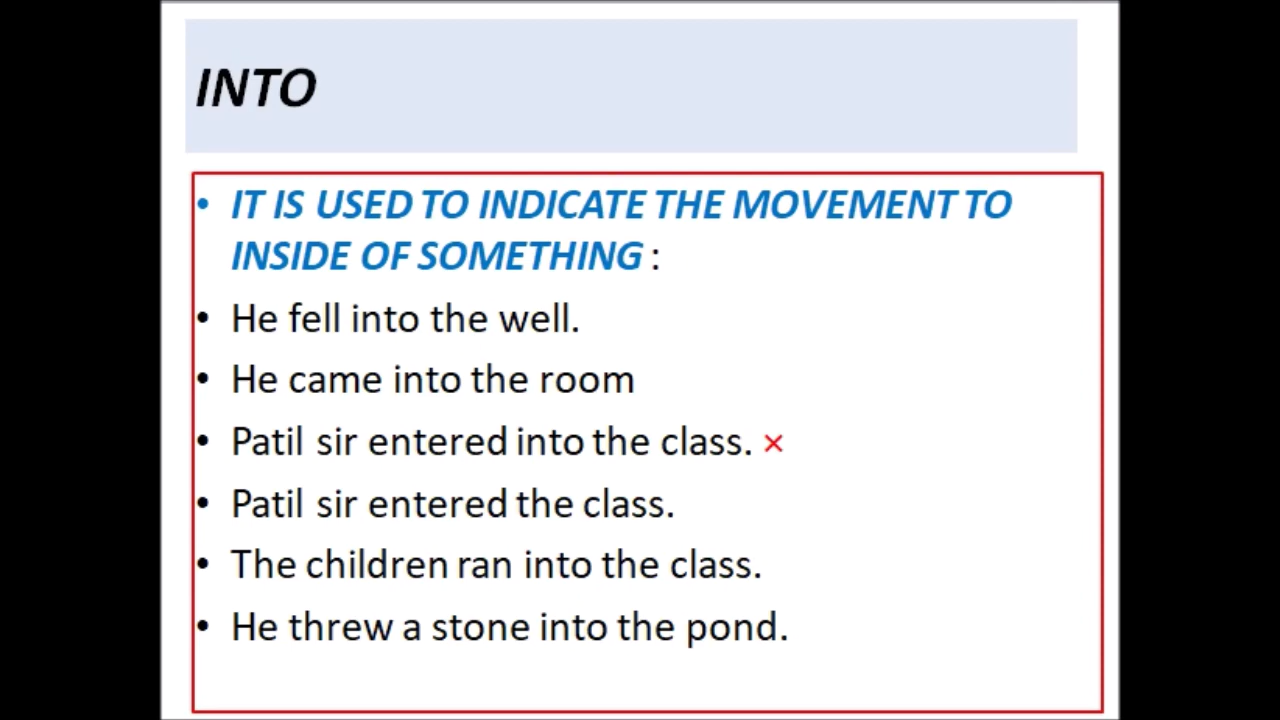 INTO
• IT IS USED TO INDICATE THE MOVEMENT TO
INSIDE OF SOMETHING :
• He fell into the well.
• He came into the room
• Patil sir entered into the class. ×
• Patil sir entered the class.
• The children ran into the class.
• He threw a stone into the pond.